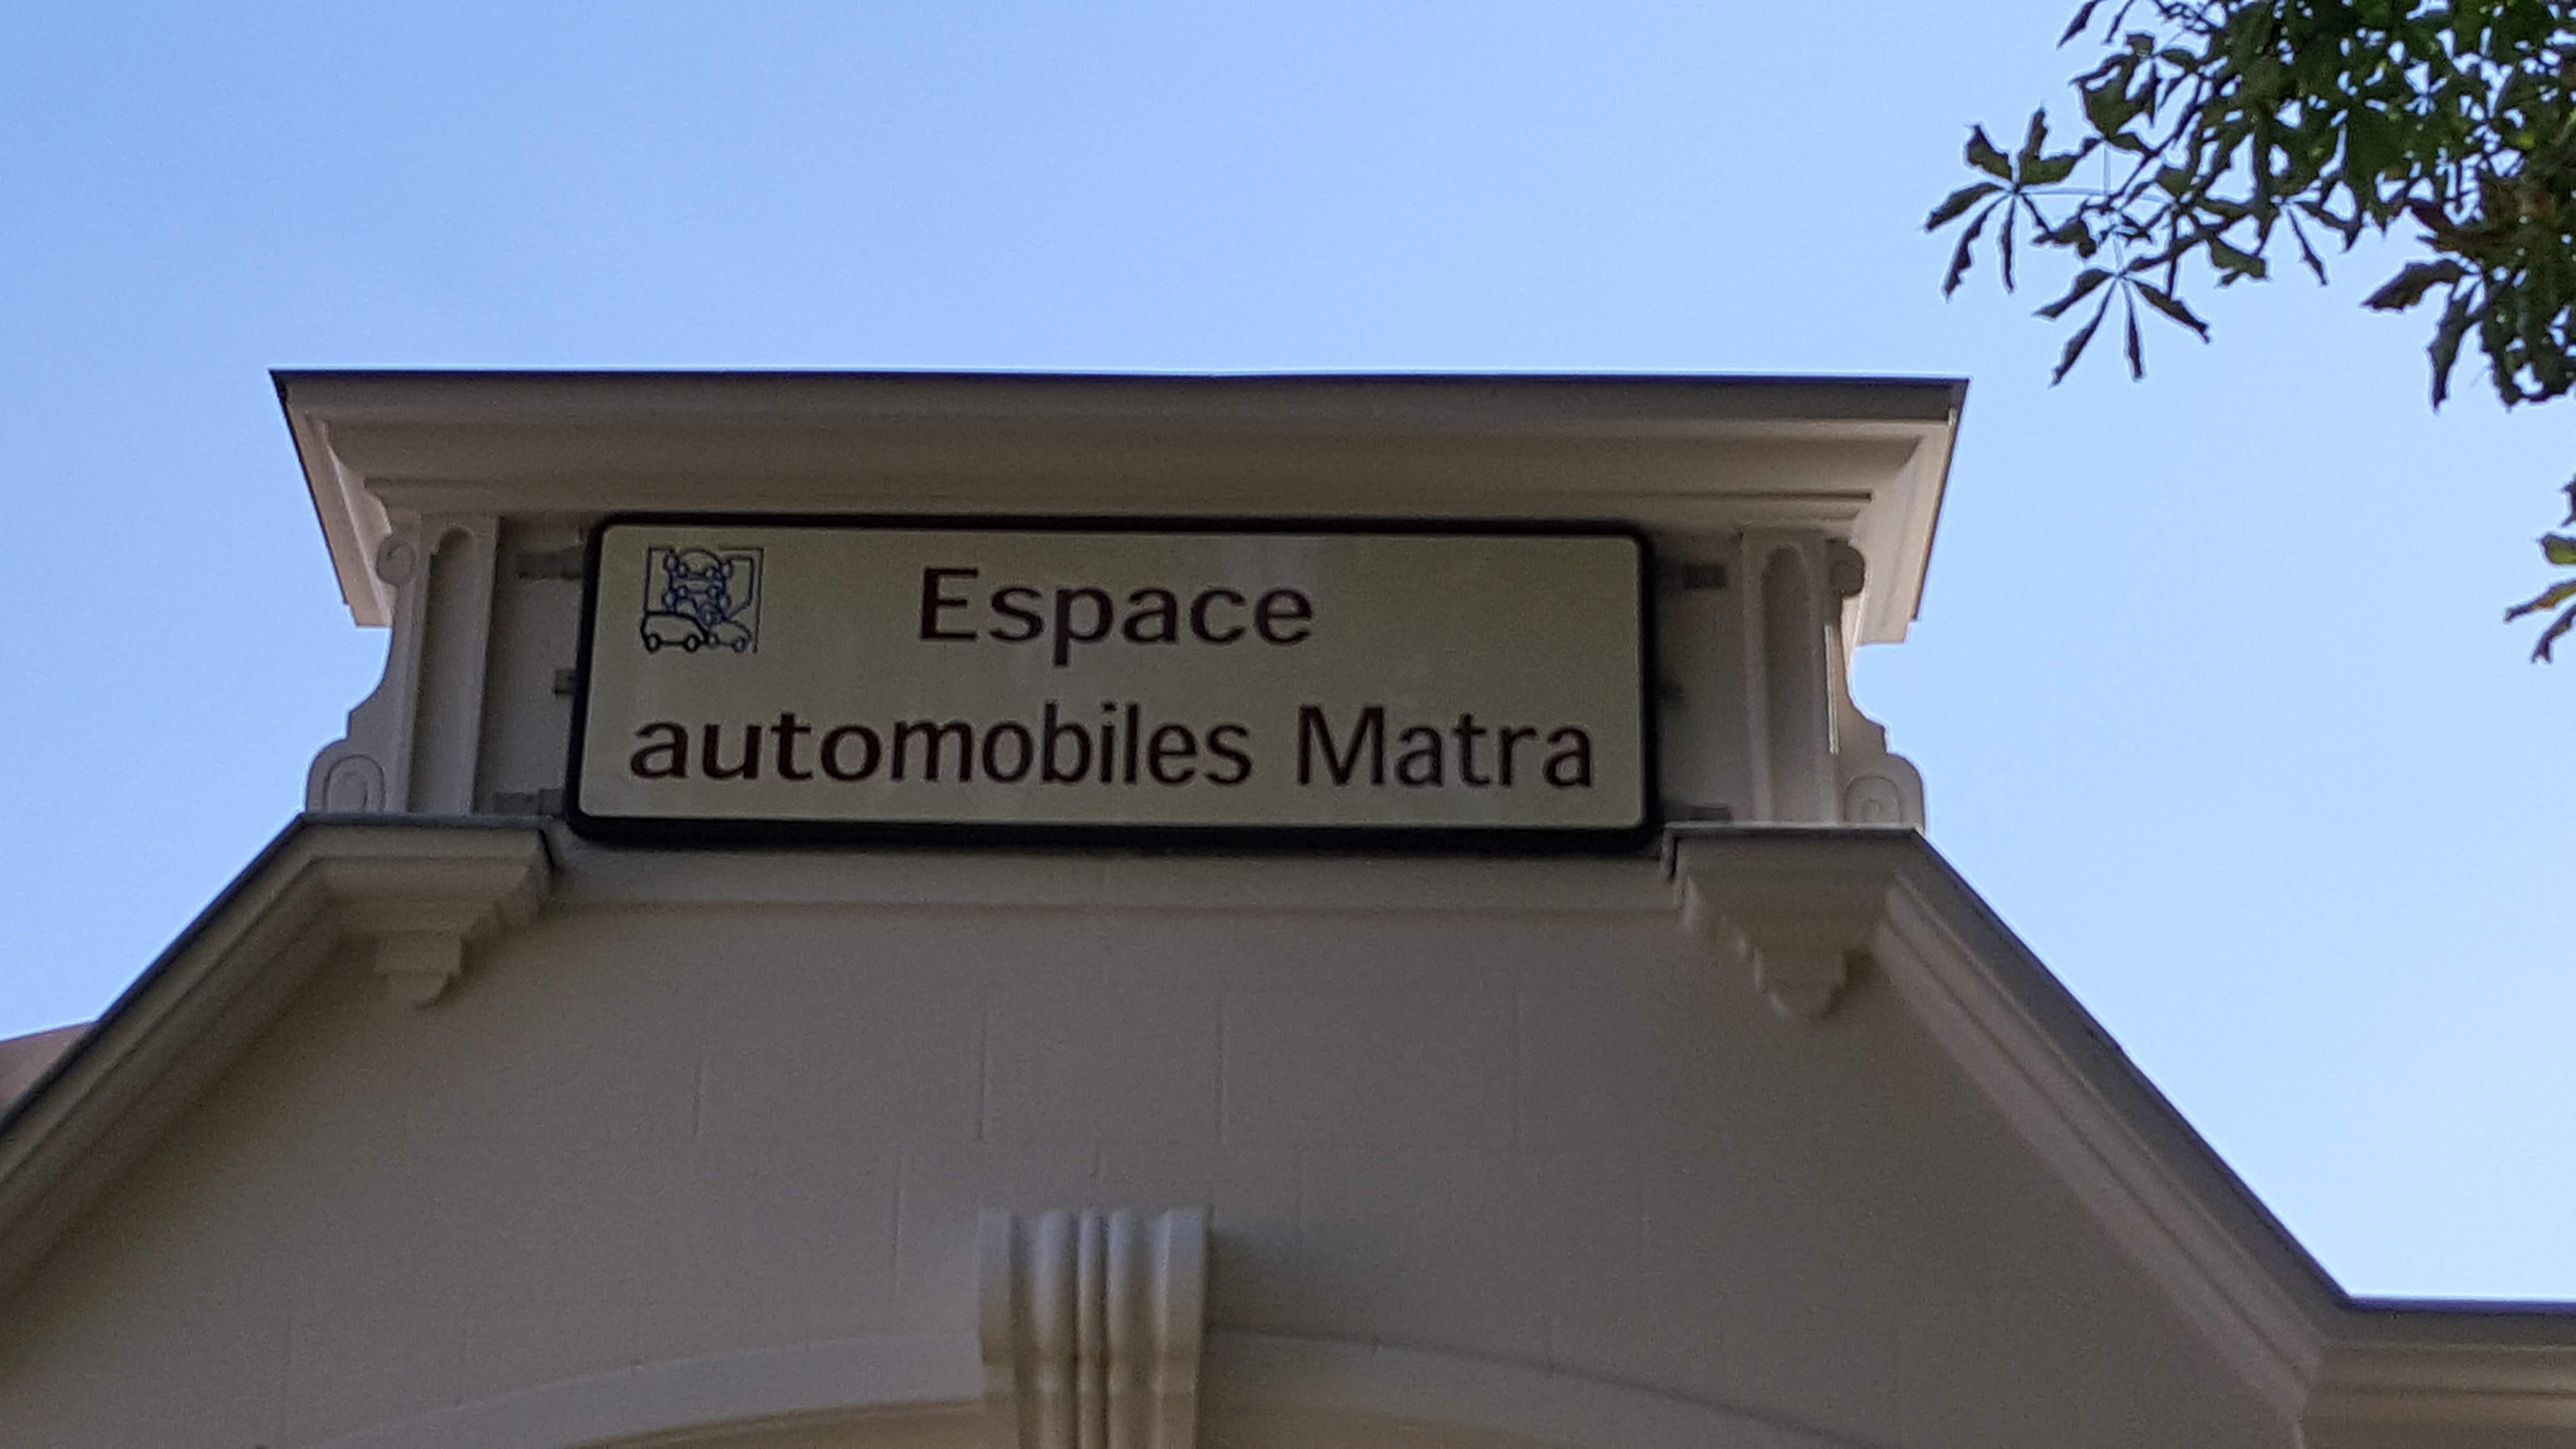 Espace
automobiles Matra